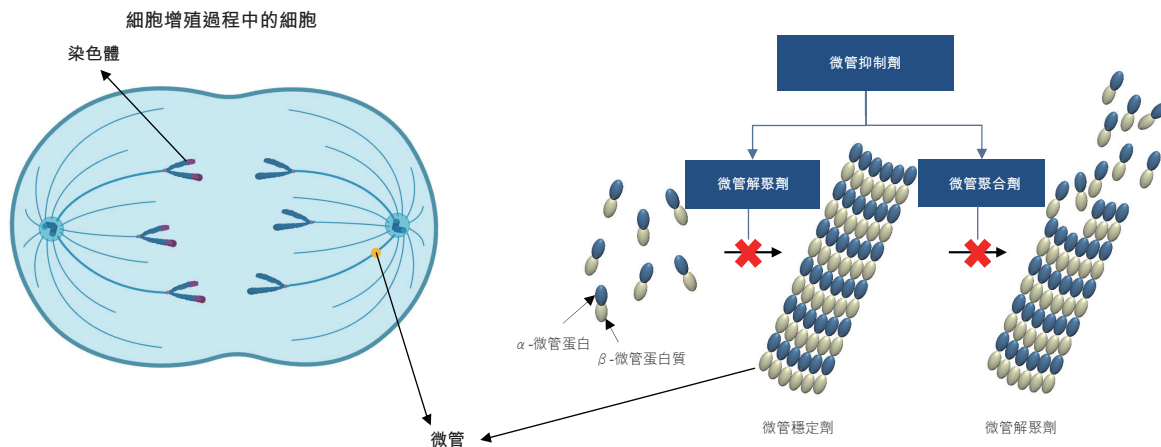 細胞增殖過程中的細胞
染色體
微管抑制劑
微管解聚劑
微管聚合劑
α-微管蛋白
β-微管蛋白質
微管
微管穩定劑
微管解聚劑